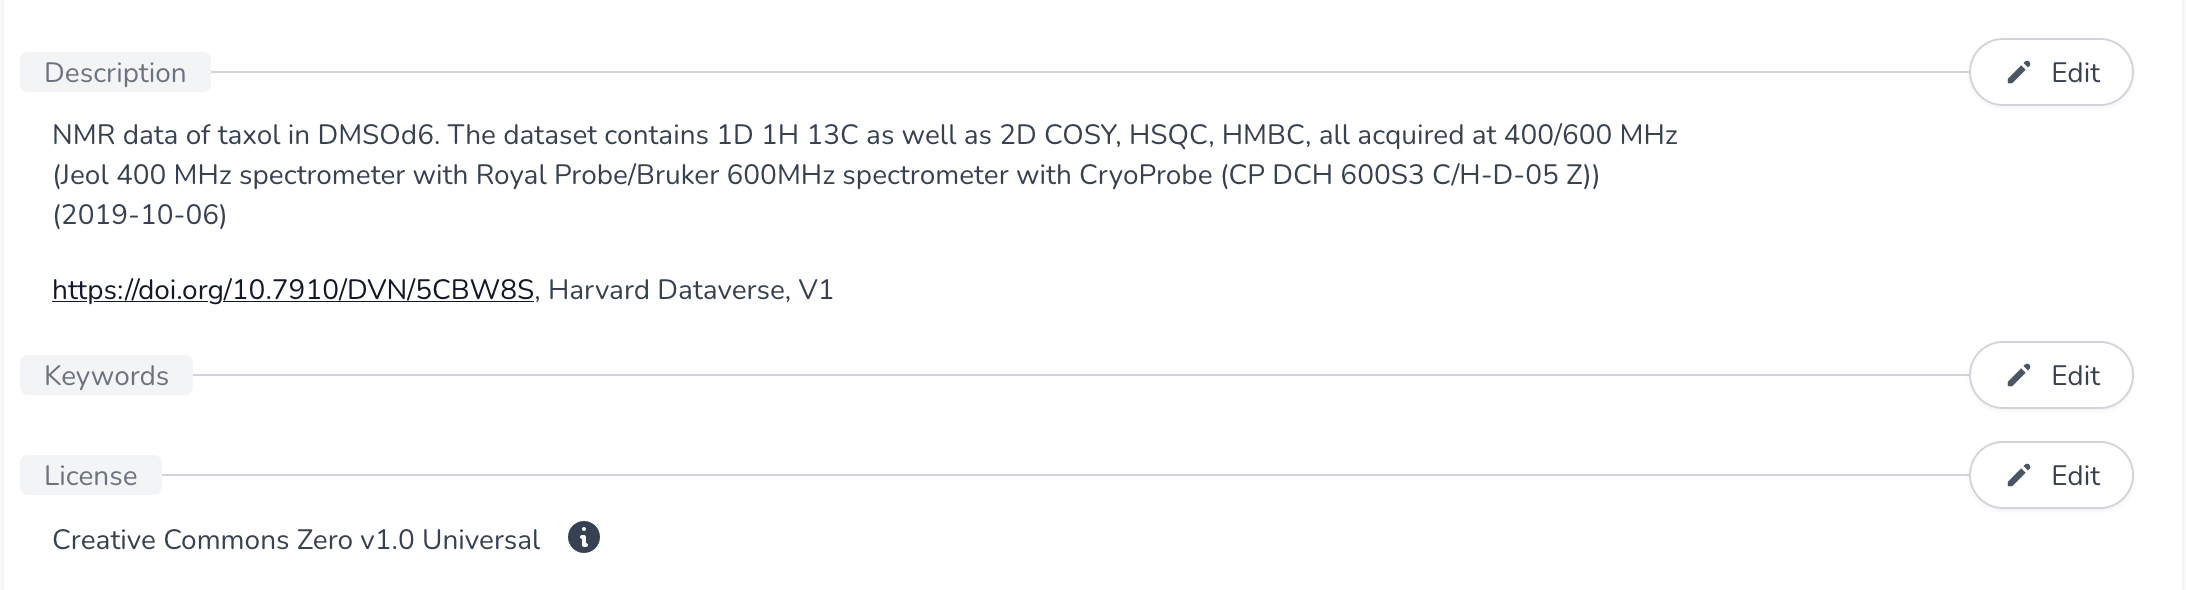 Description
Edit
NMR data of taxol in DMSOd6. The dataset contains 1D 1H 13C as well as 2D COSY, HSQC, HMBC, all acquired at 400/600 MHz
(Jeol 400 MHz spectrometer with Royal Probe/Bruker 600MHz spectrometer with CryoProbe (CP DCH 600S3 C/H-D-05 Z))
(2019-10-06)
https://doi.org/10.7910/DVN/5CBW8S, Harvard Dataverse, V1
Keywords
Edit
License
Edit
Creative Commons Zero v1.0 Universal